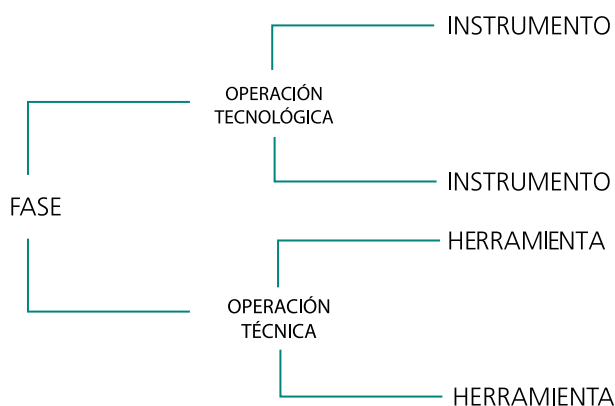 INSTRUMENTO
OPERACIÓN
TECNOLÓGICA
INSTRUMENTO
FASE
HERRAMIENTA
OPERACIÓN
TÉCNICA
HERRAMIENTA